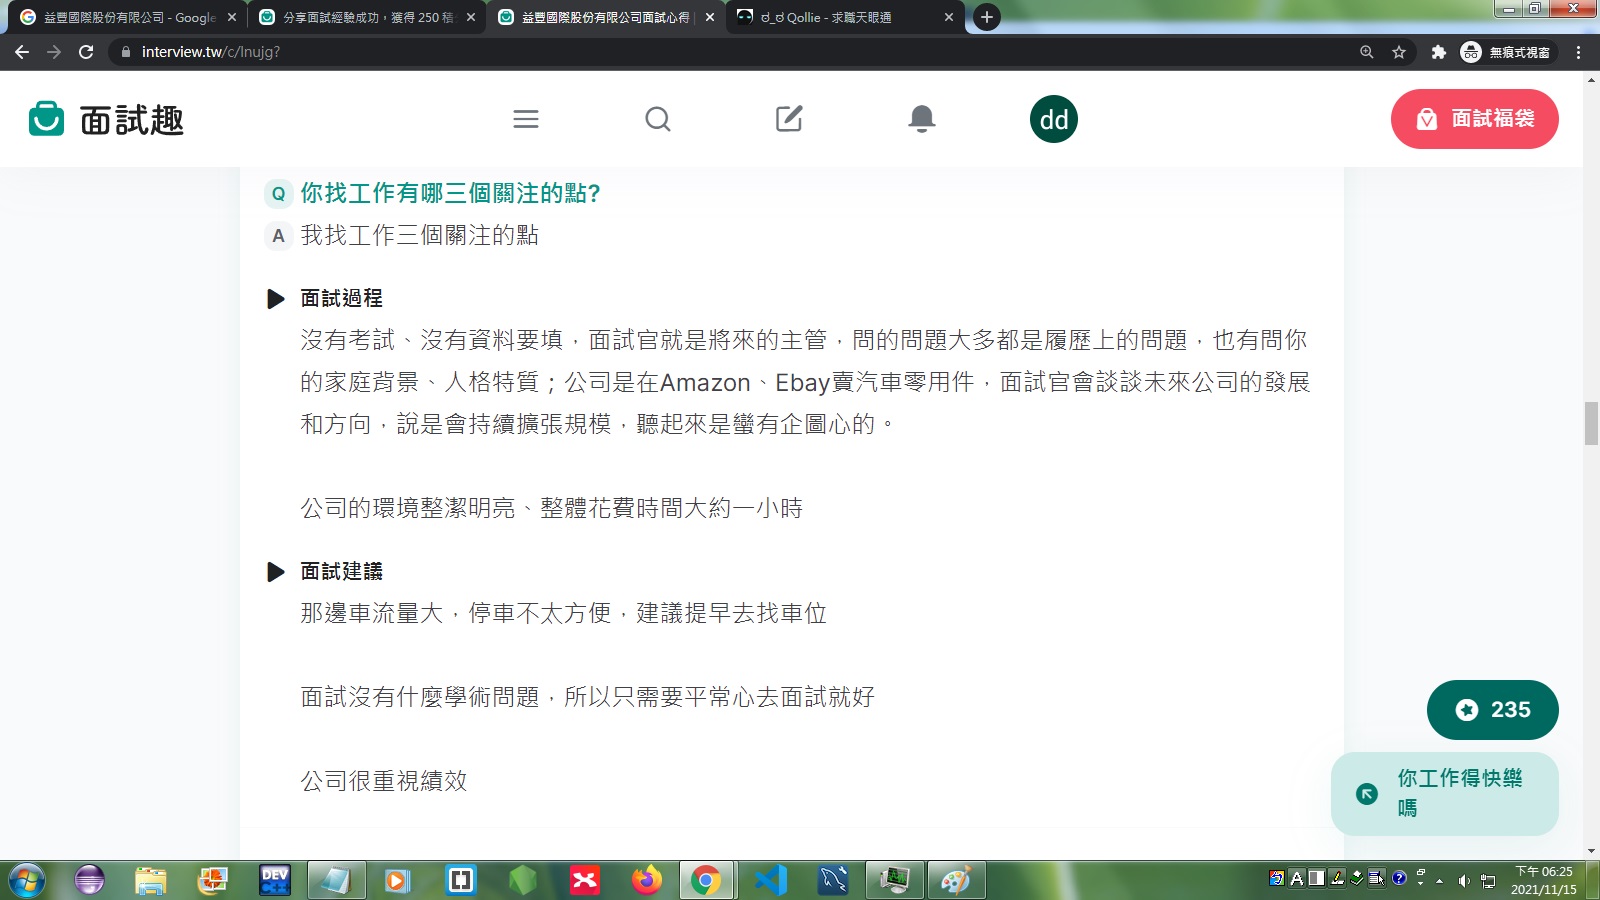 益豐國際股份有限公司 - Google
分享面試經驗成功，獲得 250 積
益豐國際股份有限公司面試心得
ಠ_ಠ Qollie - 求職天眼通
interview.tw/c/lnujg?
無痕式視窗
面試趣
dd
面試福袋
Q 你找工作有哪三個關注的點?
A 我找工作三個關注的點
面試過程
沒有考試、沒有資料要填，面試官就是將來的主管，問的問題大多都是履歷上的問題，也有問你
的家庭背景、人格特質；公司是在Amazon、Ebay賣汽車零用件，面試官會談談未來公司的發展
和方向，說是會持續擴張規模，聽起來是蠻有企圖心的。
公司的環境整潔明亮、整體花費時間大約一小時
面試建議
那邊車流量大，停車不太方便，建議提早去找車位
面試沒有什麼學術問題，所以只需要平常心去面試就好
公司很重視績效
235
你工作得快樂
嗎
DEV
C++
A
下午 06:25
2021/11/15